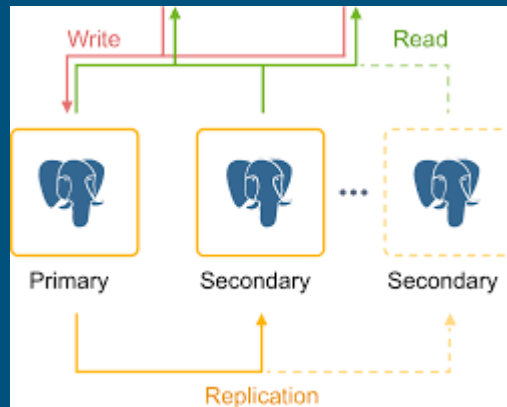 Write
Read
Primary
Secondary
Secondary
Replication